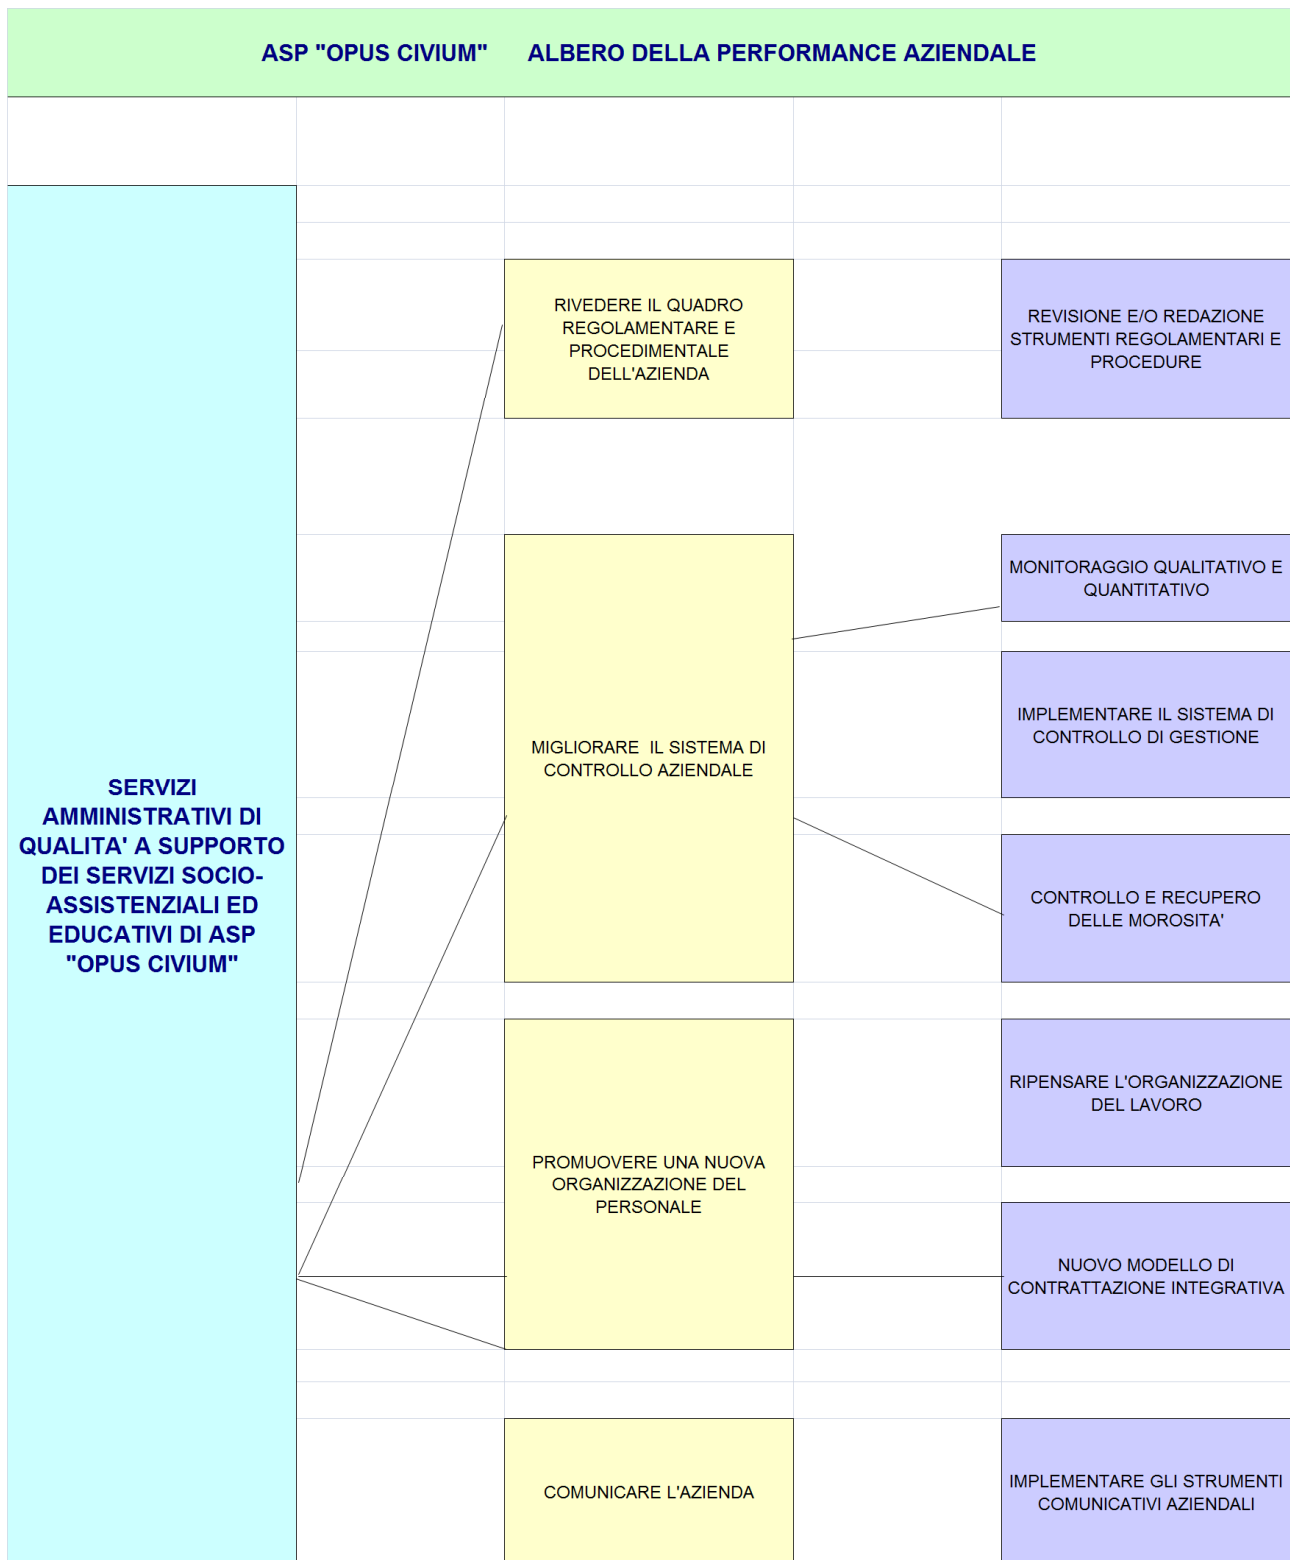 ASP "OPUS CIVIUM" ALBERO DELLA PERFORMANCE AZIENDALE
RIVEDERE IL QUADRO
REGOLAMENTARE E
PROCEDIMENTALE
DELL'AZIENDA
REVISIONE E/O REDAZIONE
STRUMENTI REGOLAMENTARI E
PROCEDURE
MONITORAGGIO QUALITATIVO E
QUANTITATIVO
IMPLEMENTARE IL SISTEMA DI
CONTROLLO DI GESTIONE
MIGLIORARE IL SISTEMA DI
CONTROLLO AZIENDALE
SERVIZI
AMMINISTRATIVI DI
QUALITA' A SUPPORTO
DEI SERVIZI SOCIO-
ASSISTENZIALI ED
EDUCATIVI DI ASP
"OPUS CIVIUM"
CONTROLLO E RECUPERO
DELLE MOROSITA'
RIPENSARE L'ORGANIZZAZIONE
DEL LAVORO
PROMUOVERE UNA NUOVA
ORGANIZZAZIONE DEL
PERSONALE
NUOVO MODELLO DI
CONTRATTAZIONE INTEGRATIVA
COMUNICARE L'AZIENDA
IMPLEMENTARE GLI STRUMENTI
COMUNICATIVI AZIENDALI